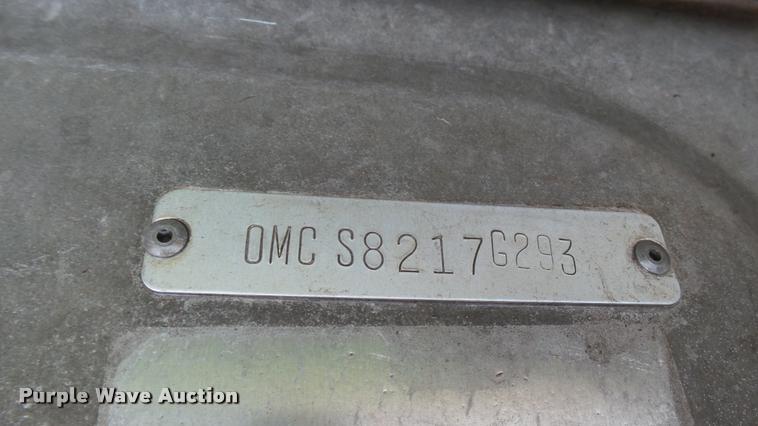 OMC S8217G293
Purple Wave Auction